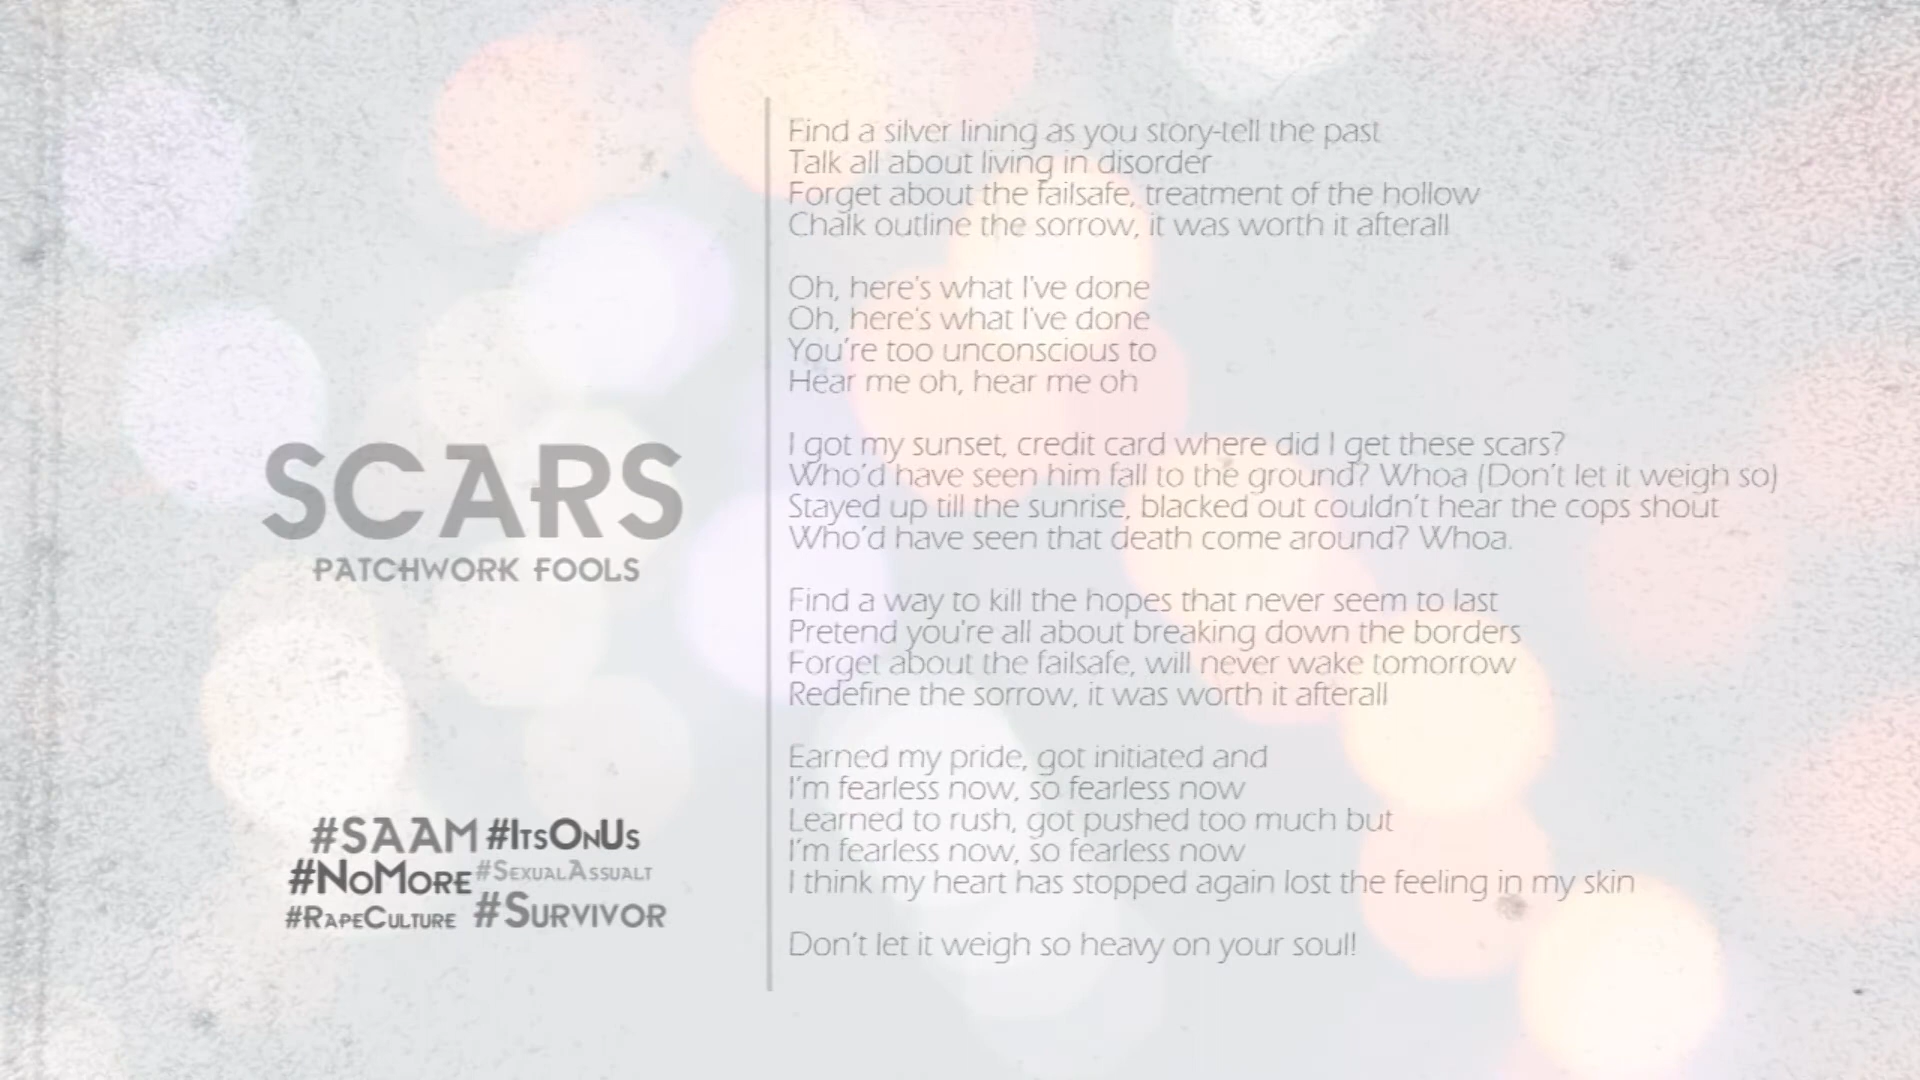 SCARS
PATCHWORK FOOLS
#SAAM #ITSONUS
#NOMORE #SEXUALASSUALT
#RAPECULTURE #SURVIVOR
Find a silver lining as you story-tell the past
Talk all about living in disorder
Forget about the failsafe, treatment of the hollow
Chalk outline the sorrow, it was worth it afterall
Oh, here's what I've done
Oh, here's what I've done
You're too unconscious to
Hear me oh, hear me oh
I got my sunset, credit card where did I get these scars?
Who'd have seen him fall to the ground? Whoa (Don't let it weigh so)
Stayed up till the sunrise, blacked out couldn't hear the cops shout
Who'd have seen that death come around? Whoa.
Find a way to kill the hopes that never seem to last
Pretend you're all about breaking down the borders
Forget about the failsafe, will never wake tomorrow
Redefine the sorrow, it was worth it afterall
Earned my pride, got initiated and
I'm fearless now, so fearless now
Learned to rush, got pushed too much but
I'm fearless now, so fearless now
I think my heart has stopped again lost the feeling in my skin
Don't let it weigh so heavy on your soul!